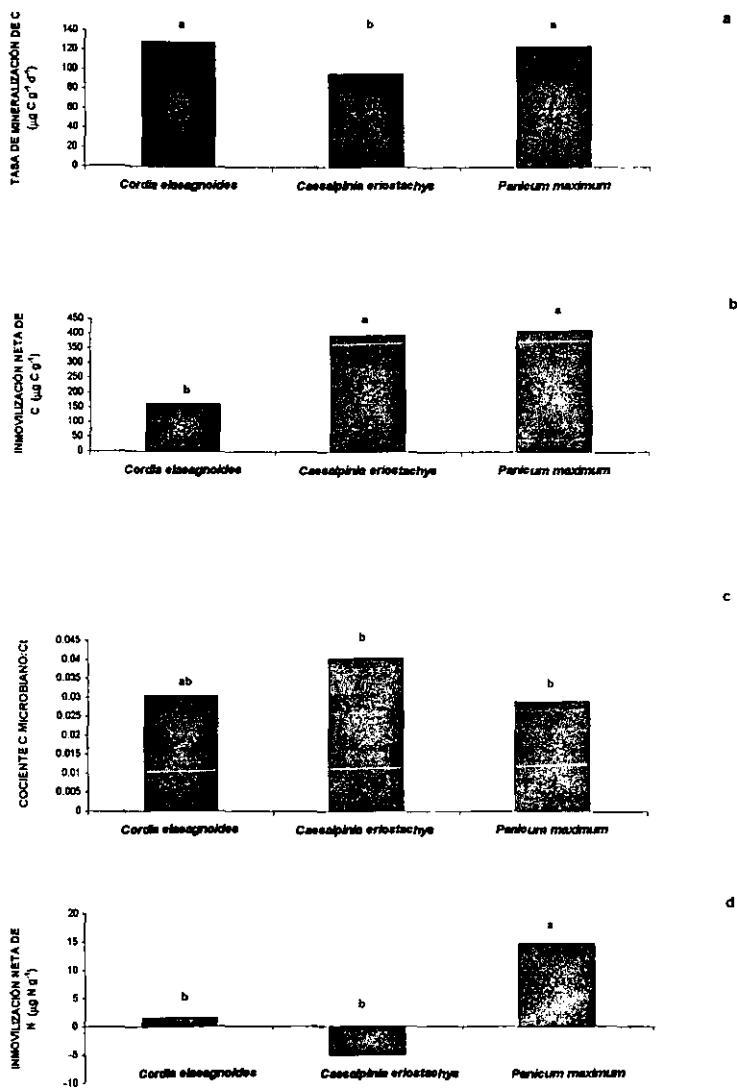 a
TASA DE MINERALIZACIÓN DE C
(µg C g⁻¹ d⁻¹)
140
120
100
80
60
40
20
0
a
b
a
Cordia elaeagnoides
Caesalpinia eriostachys
Panicum maximum
b
INMOVILIZACIÓN NETA DE
C (µg C g⁻¹)
450
400
350
300
250
200
150
100
50
0
b
a
a
Cordia elaeagnoides
Caesalpinia eriostachys
Panicum maximum
c
COCIENTE C MICROBIANO:Ct
0.045
0.04
0.035
0.03
0.025
0.02
0.015
0.01
0.005
0
ab
b
b
Cordia elaeagnoides
Caesalpinia eriostachys
Panicum maximum
d
INMOVILIZACIÓN NETA DE
N (µg N g⁻¹)
20
15
10
5
0
-5
-10
b
b
a
Cordia elaeagnoides
Caesalpinia eriostachys
Panicum maximum